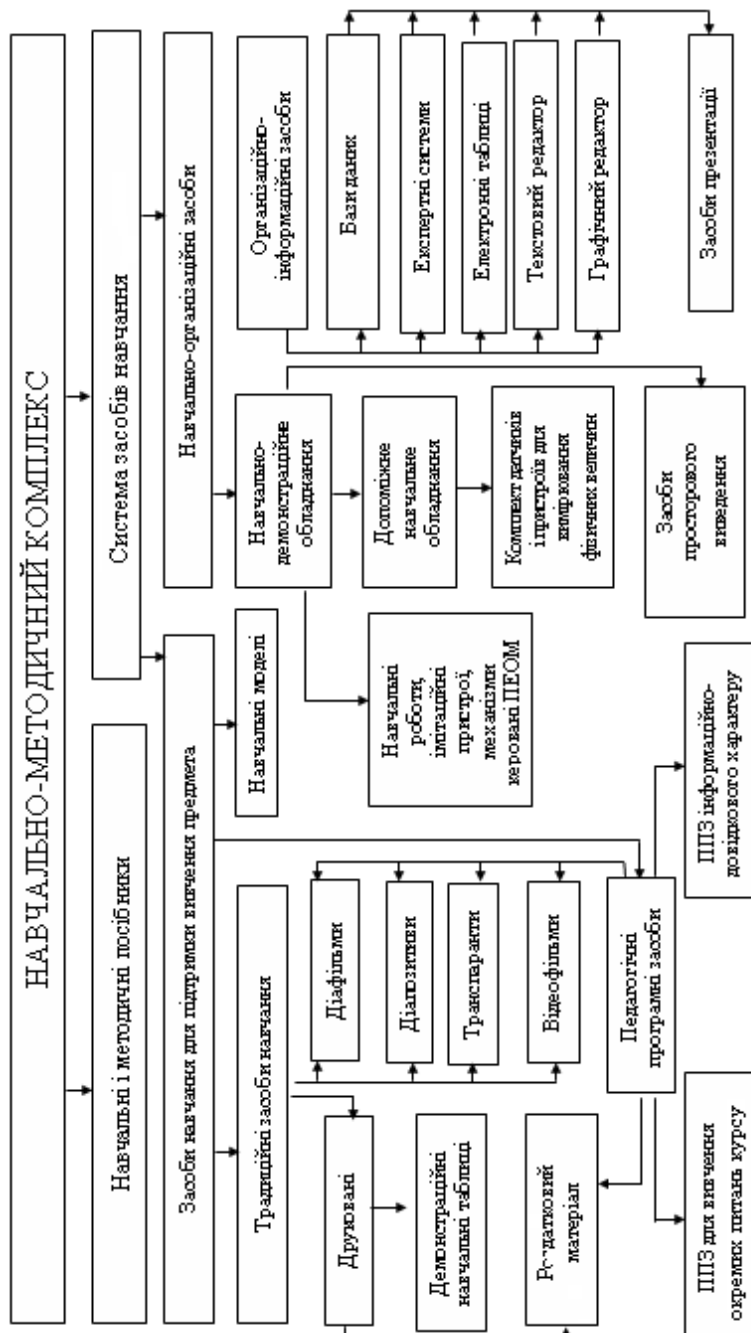 НАВЧАЛЬНО-МЕТОДИЧНИЙ КОМПЛЕКС
Навчальні і методичні посібники
Система засобів навчання
Засоби навчання для підтримки вивчення предмета
Навчально-організаційні засоби
Традиційні засоби навчання
Навчальні моделі
Навчально-
демонстраційне
обладнання
Організаційно-
інформаційні засоби
Друковані
Діафільми
Діапозитиви
Транспаранти
Відеофільми
Демонстраційні
навчальні таблиці
Роздатковий
матеріал
Педагогічні
програмні засоби
ППЗ для вивчення
окремих питань курсу
ППЗ інформаційно-
довідкового характеру
Навчальні
роботи,
імітаційні
пристрої,
механізми
керовані ПЕОМ
Допоміжне
навчальне
обладнання
Комплект датчиків
і пристроїв для
вимірювання
фізичних величин
Засоби
просторового
виведення
Бази даних
Експертні системи
Електронні таблиці
Текстовий редактор
Графічний редактор
Засоби презентації